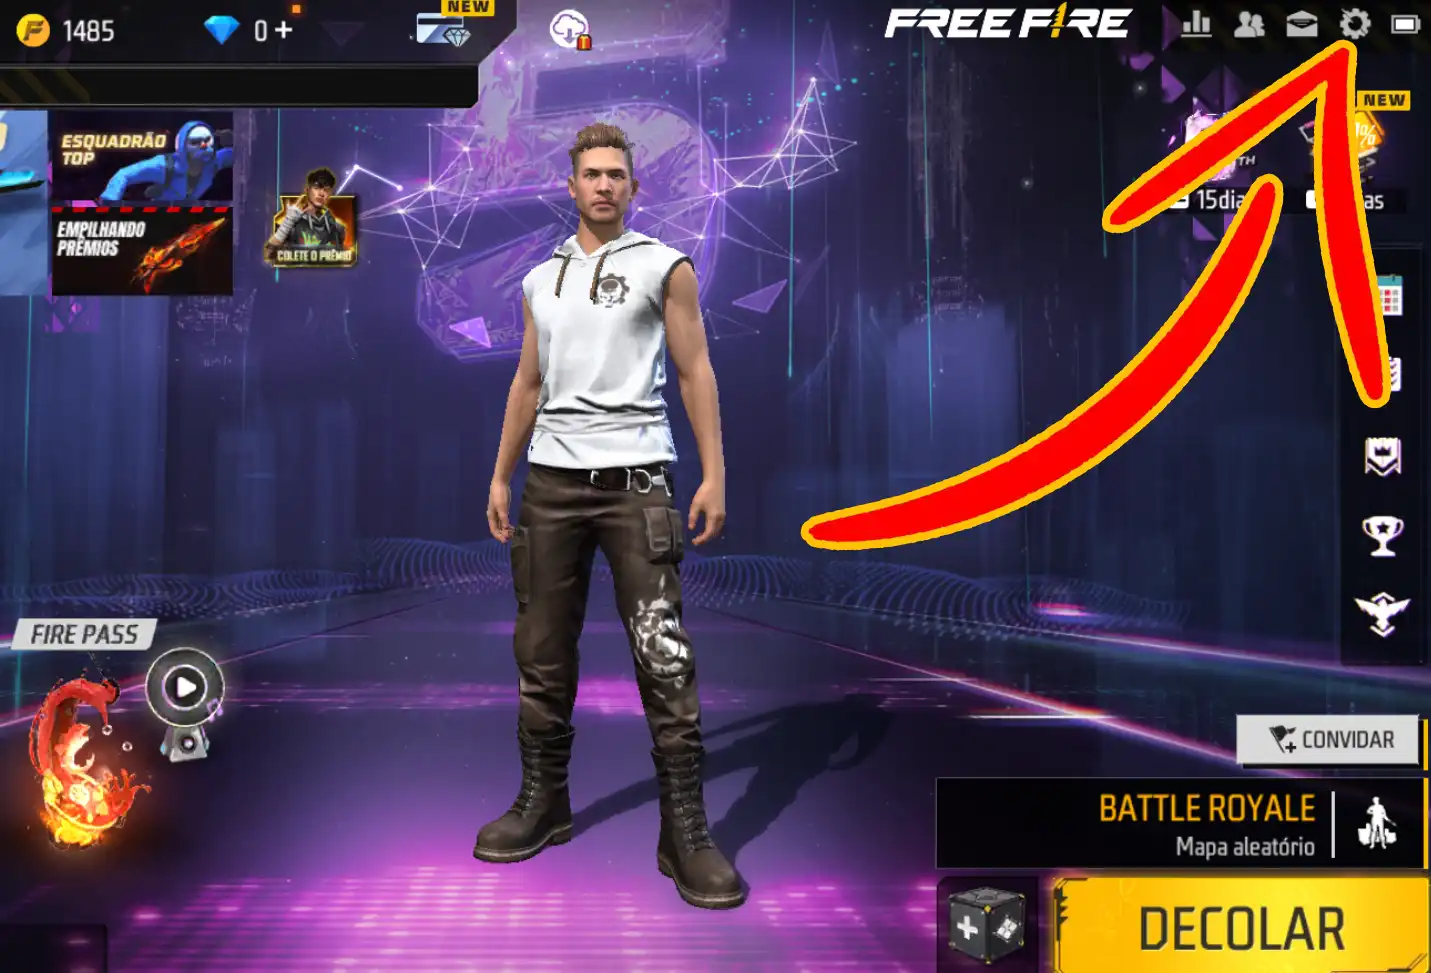 1485
0 +
NEW
FREE FIRE
NEW
ESQUADRÃO
TOP
EMPILHANDO
PRÊMIOS
COLETE O PRÊMIO
TH
%
15dia
as
FIRE PASS
CONVIDAR
BATTLE ROYALE
Mapa aleatório
DECOLAR